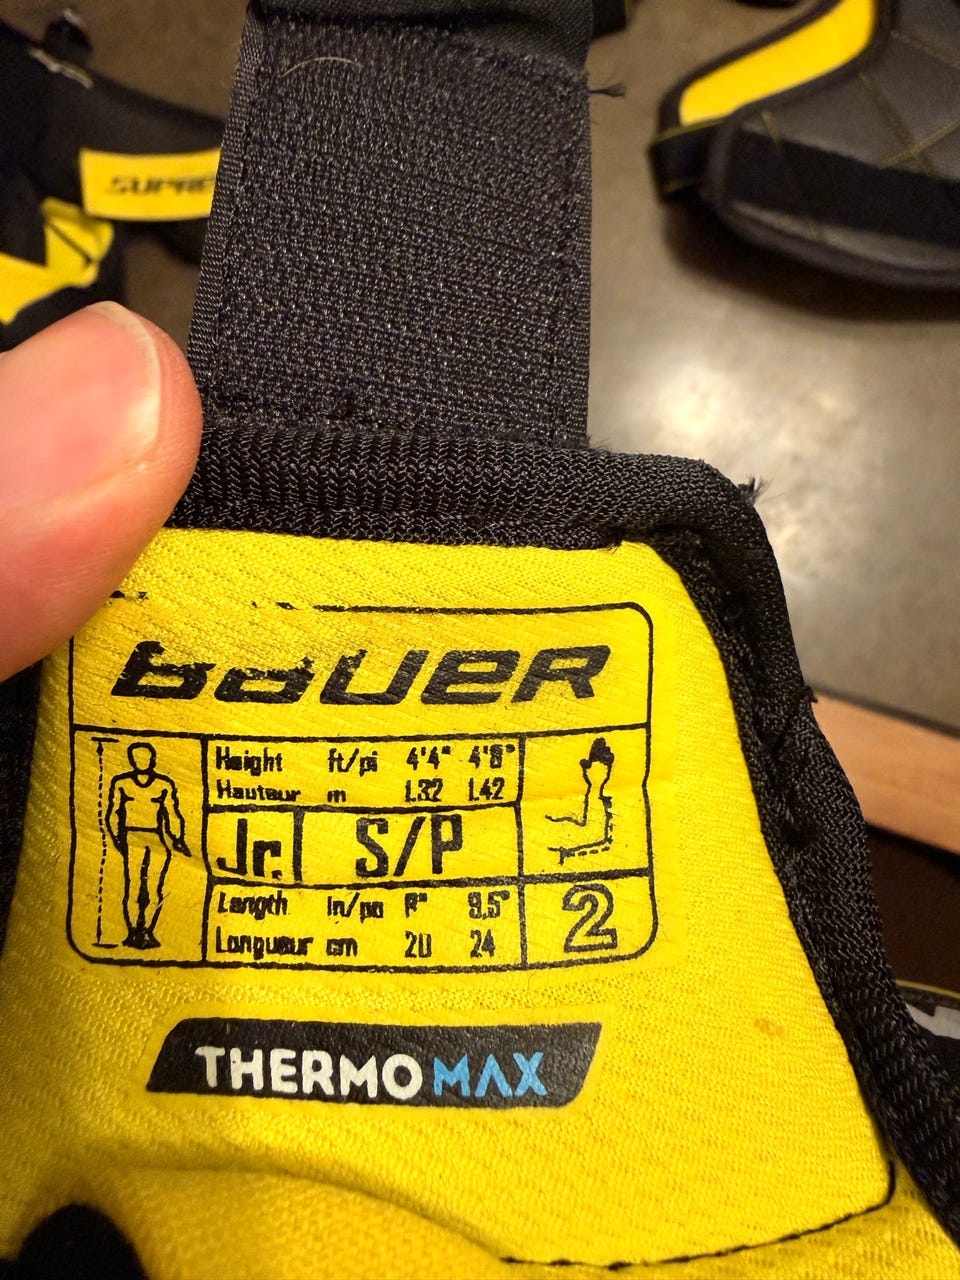 SUPRE
BAUER
Height ft/pi 4'4" 4'8"
Hauteur m 1.32 1.42
Jr. S/P
Length in/po 8" 9.5"
Longueur cm 20 24
2
THERMOMAX